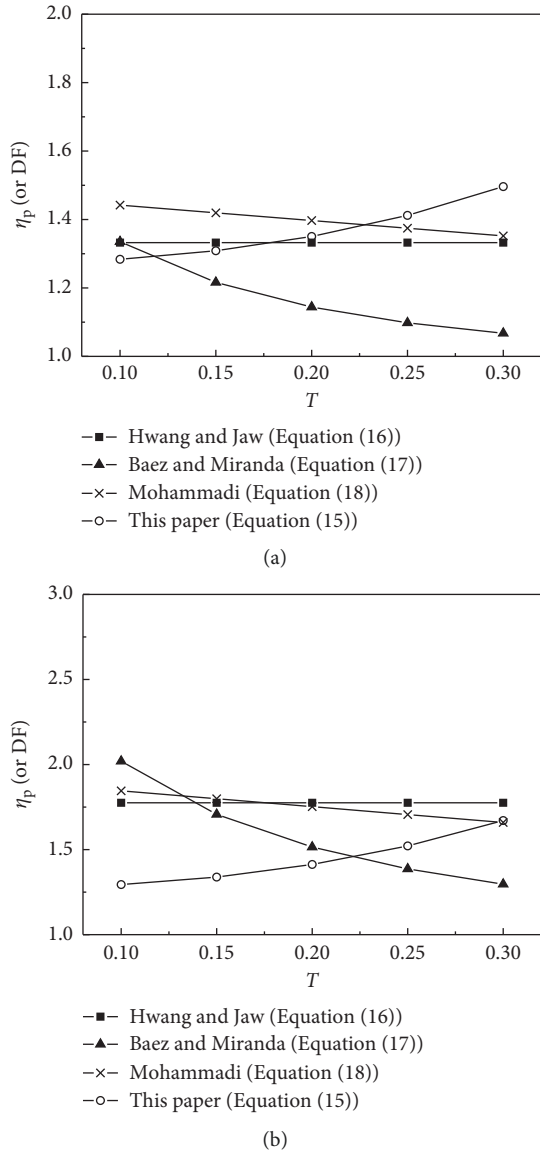 2.0
1.8
1.6
1.4
1.2
1.0
ηp (or DF)
0.10 0.15 0.20 0.25 0.30
T
Hwang and Jaw (Equation (16))
Baez and Miranda (Equation (17))
Mohammadi (Equation (18))
This paper (Equation (15))
(a)
3.0
2.5
2.0
1.5
1.0
ηp (or DF)
0.10 0.15 0.20 0.25 0.30
T
Hwang and Jaw (Equation (16))
Baez and Miranda (Equation (17))
Mohammadi (Equation (18))
This paper (Equation (15))
(b)